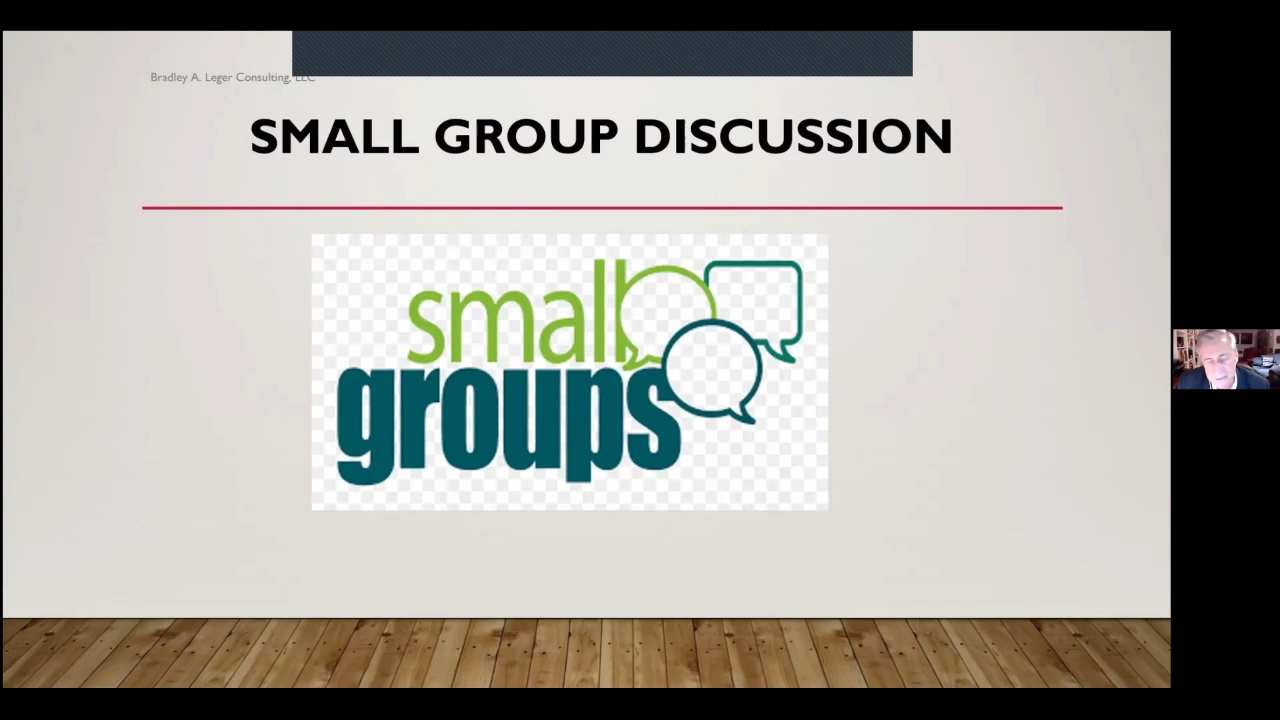 Bradley A. Leger Consulting, LLC
SMALL GROUP DISCUSSION
small
groups